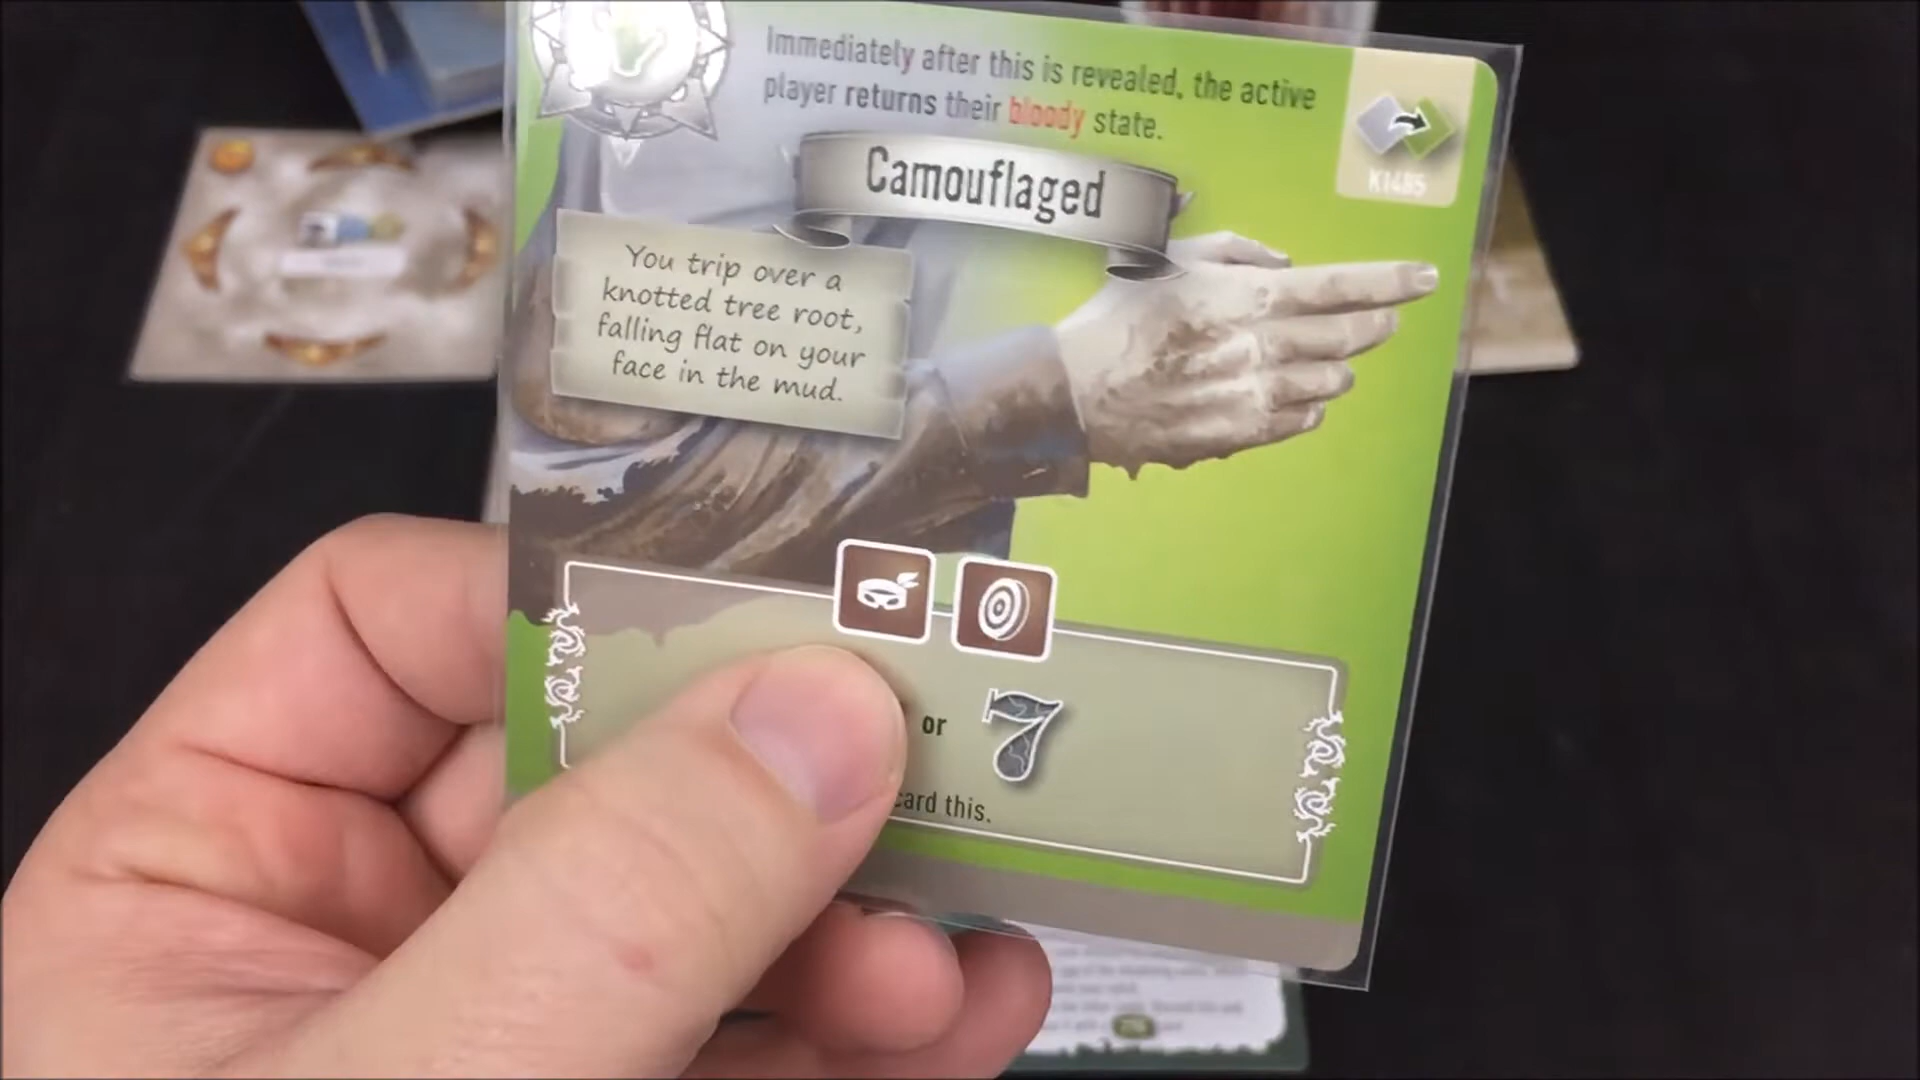 Immediately after this is revealed, the active
player returns their bloody state.
K1485
Camouflaged
You trip over a
knotted tree root,
falling flat on your
face in the mud.
or 7
this.